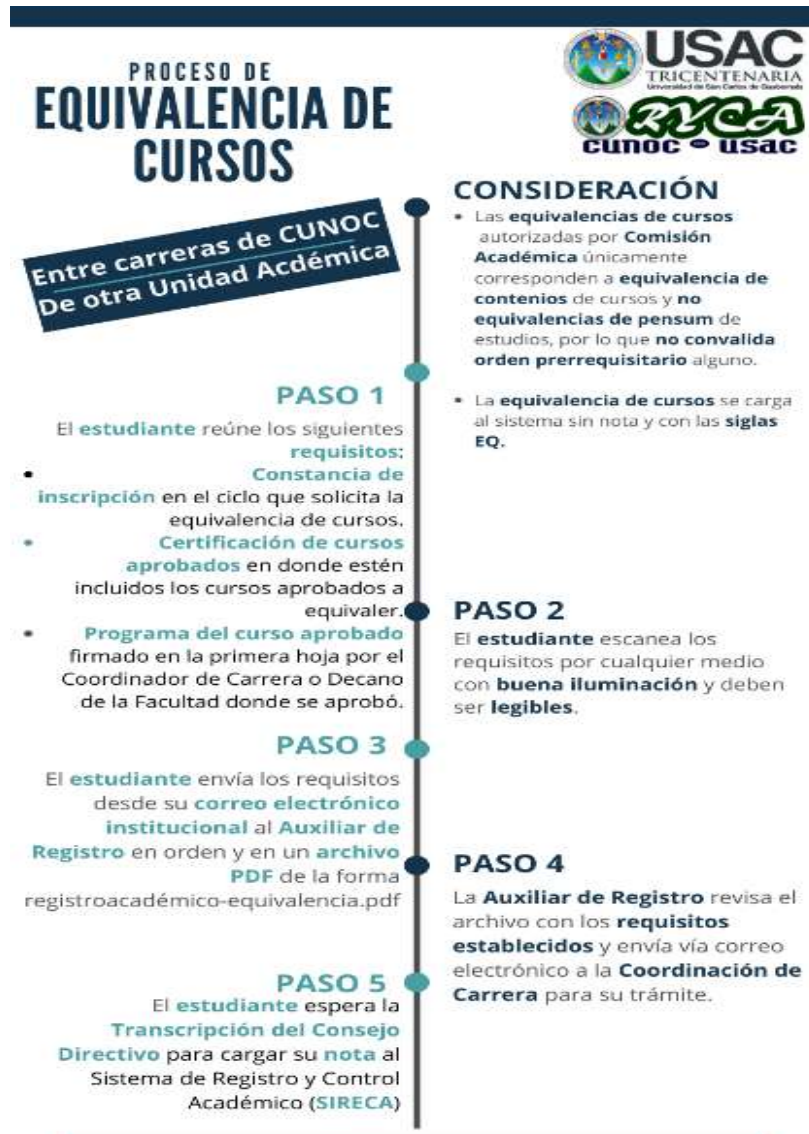 PROCESO DE
EQUIVALENCIA DE
CURSOS
USAC
TRICENTENARIA
Universidad de San Carlos de Guatemala
RYCA
cunoc - usac
Entre carreras de CUNOC
De otra Unidad Acdémica
CONSIDERACIÓN
• Las equivalencias de cursos
autorizadas por Comisión
Académica únicamente
corresponden a equivalencia de
contenios de cursos y no
equivalencias de pensum de
estudios, por lo que no convalida
orden prerrequisitario alguno.
• La equivalencia de cursos se carga
al sistema sin nota y con las siglas
EQ.
PASO 1
El estudiante reúne los siguientes
requisitos:
• Constancia de
inscripción en el ciclo que solicita la
equivalencia de cursos.
• Certificación de cursos
aprobados en donde estén
incluidos los cursos aprobados a
equivaler.
• Programa del curso aprobado
firmado en la primera hoja por el
Coordinador de Carrera o Decano
de la Facultad donde se aprobó.
PASO 2
El estudiante escanea los
requisitos por cualquier medio
con buena iluminación y deben
ser legibles.
PASO 3
El estudiante envía los requisitos
desde su correo electrónico
institucional al Auxiliar de
Registro en orden y en un archivo
PDF de la forma
registroacadémico-equivalencia.pdf
PASO 4
La Auxiliar de Registro revisa el
archivo con los requisitos
establecidos y envía vía correo
electrónico a la Coordinación de
Carrera para su trámite.
PASO 5
El estudiante espera la
Transcripción del Consejo
Directivo para cargar su nota al
Sistema de Registro y Control
Académico (SIRECA)